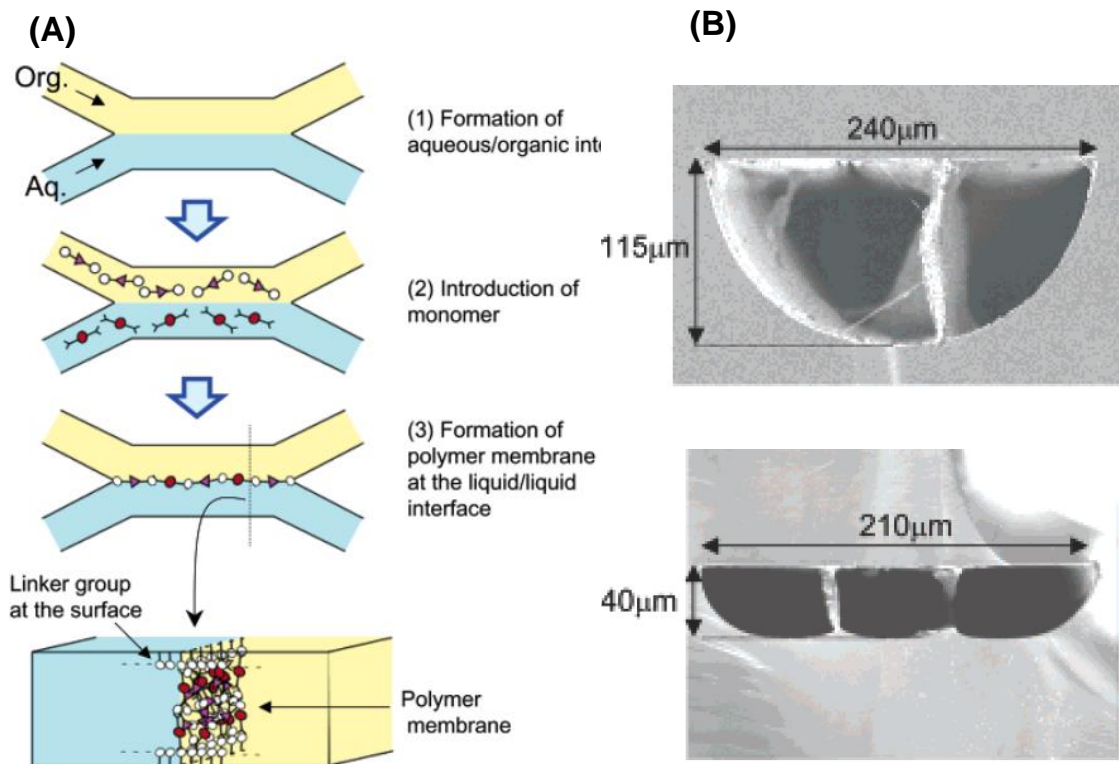 (A)
Org.
Aq.
(1) Formation of
aqueous/organic int
(2) Introduction of
monomer
(3) Formation of
polymer membrane
at the liquid/liquid
interface
Linker group
at the surface
Polymer
membrane
(B)
240μm
115μm
210μm
40μm